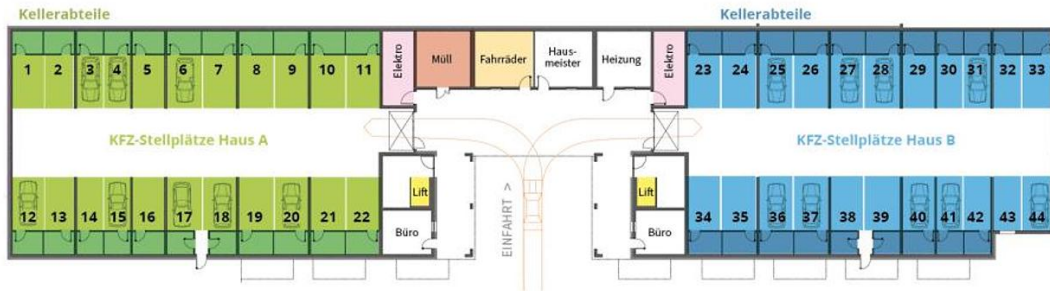 Kellerabteile
Kellerabteile
1 2 3 4 5 6 7 8 9 10 11
Elektro
Müll
Fahrräder
Haus-
meister
Heizung
Elektro
23 24 25 26 27 28 29 30 31 32 33
KFZ-Stellplätze Haus A
KFZ-Stellplätze Haus B
12 13 14 15 16 17 18 19 20 21 22
Lift
Büro
EINFAHRT >
Lift
Büro
34 35 36 37 38 39 40 41 42 43 44